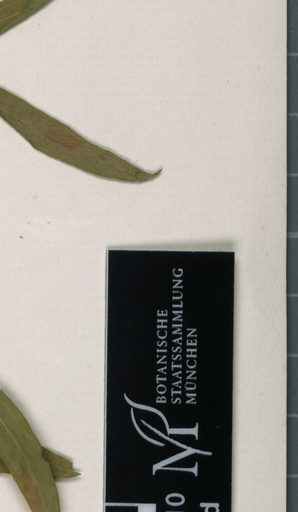 BOTANISCHE
STAATSSAMMLUNG
MÜNCHEN
M